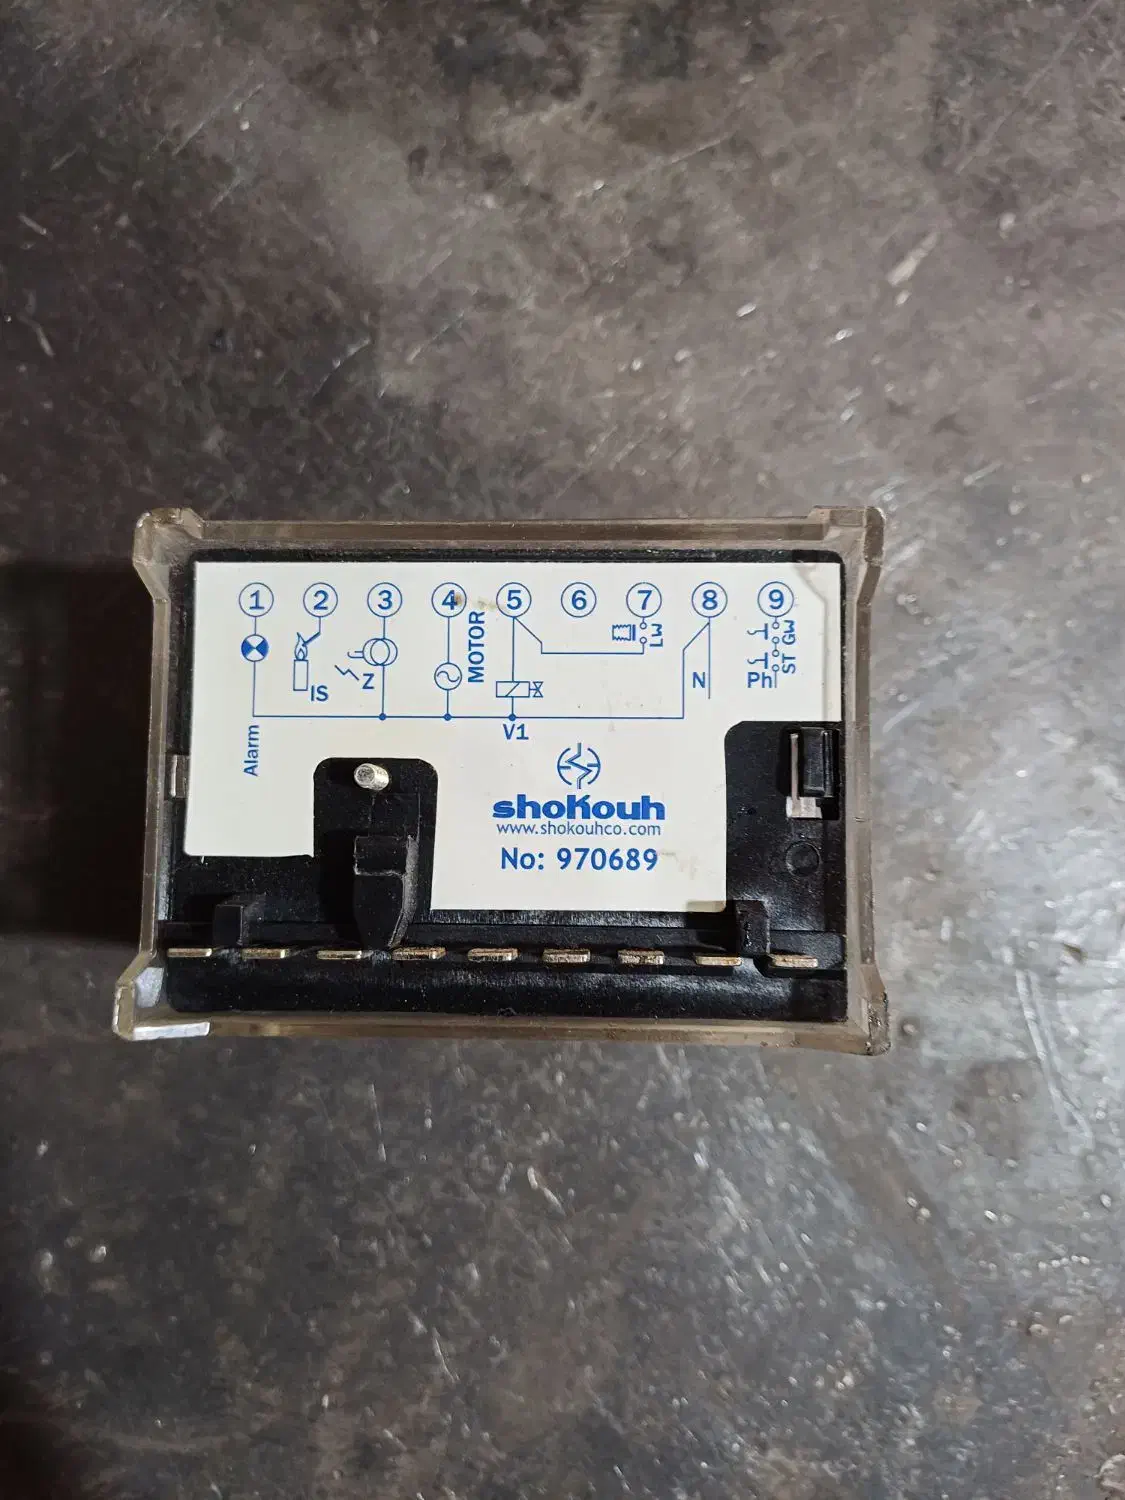 1 2 3 4 5 6 7 8 9
MOTOR
LW
GW
ST
IS
Z
N
Ph
Alarm
V1
shokouh
www.shokouhco.com
No: 970689